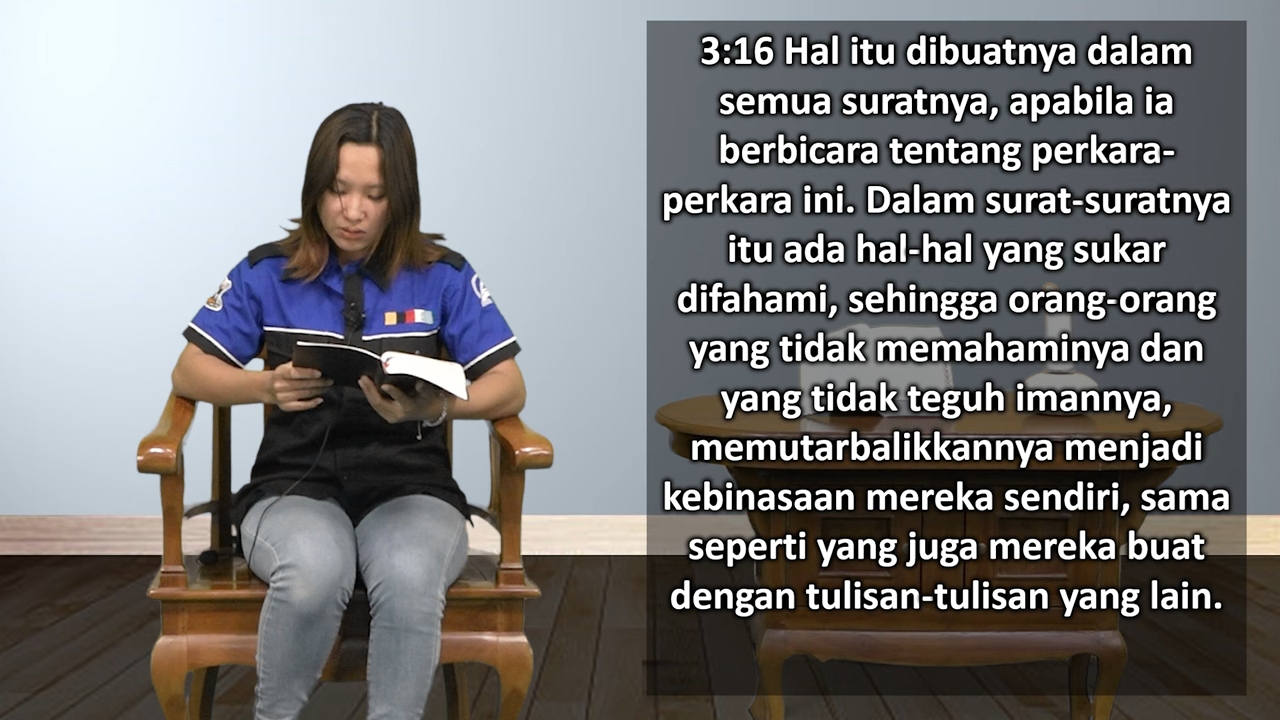 3:16 Hal itu dibuatnya dalam
semua suratnya, apabila ia
berbicara tentang perkara-
perkara ini. Dalam surat-suratnya
itu ada hal-hal yang sukar
difahami, sehingga orang-orang
yang tidak memahaminya dan
yang tidak teguh imannya,
memutarbalikkannya menjadi
kebinasaan mereka sendiri, sama
seperti yang juga mereka buat
dengan tulisan-tulisan yang lain.